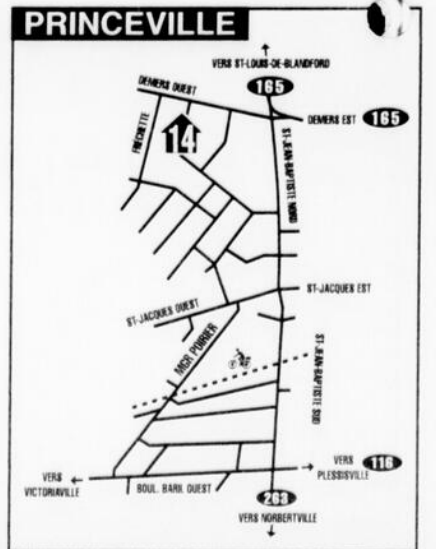 PRINCEVILLE
VERS ST-LOUIS-DE-BLANDFORD
165
DEMERS OUEST
DEMERS EST 165
FRÉCHETTE
14
ST-JEAN-BAPTISTE NORD
ST-JACQUES EST
ST-JACQUES OUEST
MGR POIRIER
ST-JEAN-BAPTISTE SUD
VERS VICTORIAVILLE
BOUL. BARIL OUEST
VERS PLESSISVILLE 116
263
VERS NORBERTVILLE